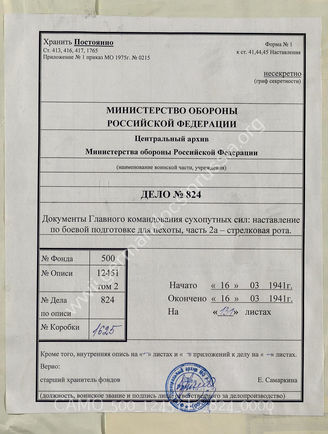 Хранить Постоянно
Форма № 1
Ст. 413, 416, 417, 1765
к ст. 41,44,45 Наставления
Приложение № 1 приказ МО 1975г. № 0215
несекретно
(граф секретности)
МИНИСТЕРСТВО ОБОРОНЫ
РОССИЙСКОЙ ФЕДЕРАЦИИ
Центральный архив
Министерства обороны Российской Федерации
(наименование воинской части, учреждения)
ДЕЛО № 824
Документы Главного командования сухопутных сил: наставление
по боевой подготовке для пехоты, часть 2а – стрелковая рота.
№ Фонда 500
№ Описи 12451
том 2
№ Дела 824
по описи
№ Коробки 1625
Начато « 16 » 03 1941г.
Окончено « 16 » 03 1941г.
На « 131 » листах
Кроме того, внутренняя опись на « » листах и « » приложений к делу на « » листах.
Верно:
старший хранитель фондов Е. Самаркина
(должность, воинское звание и подпись ответственного за делопроизводство)